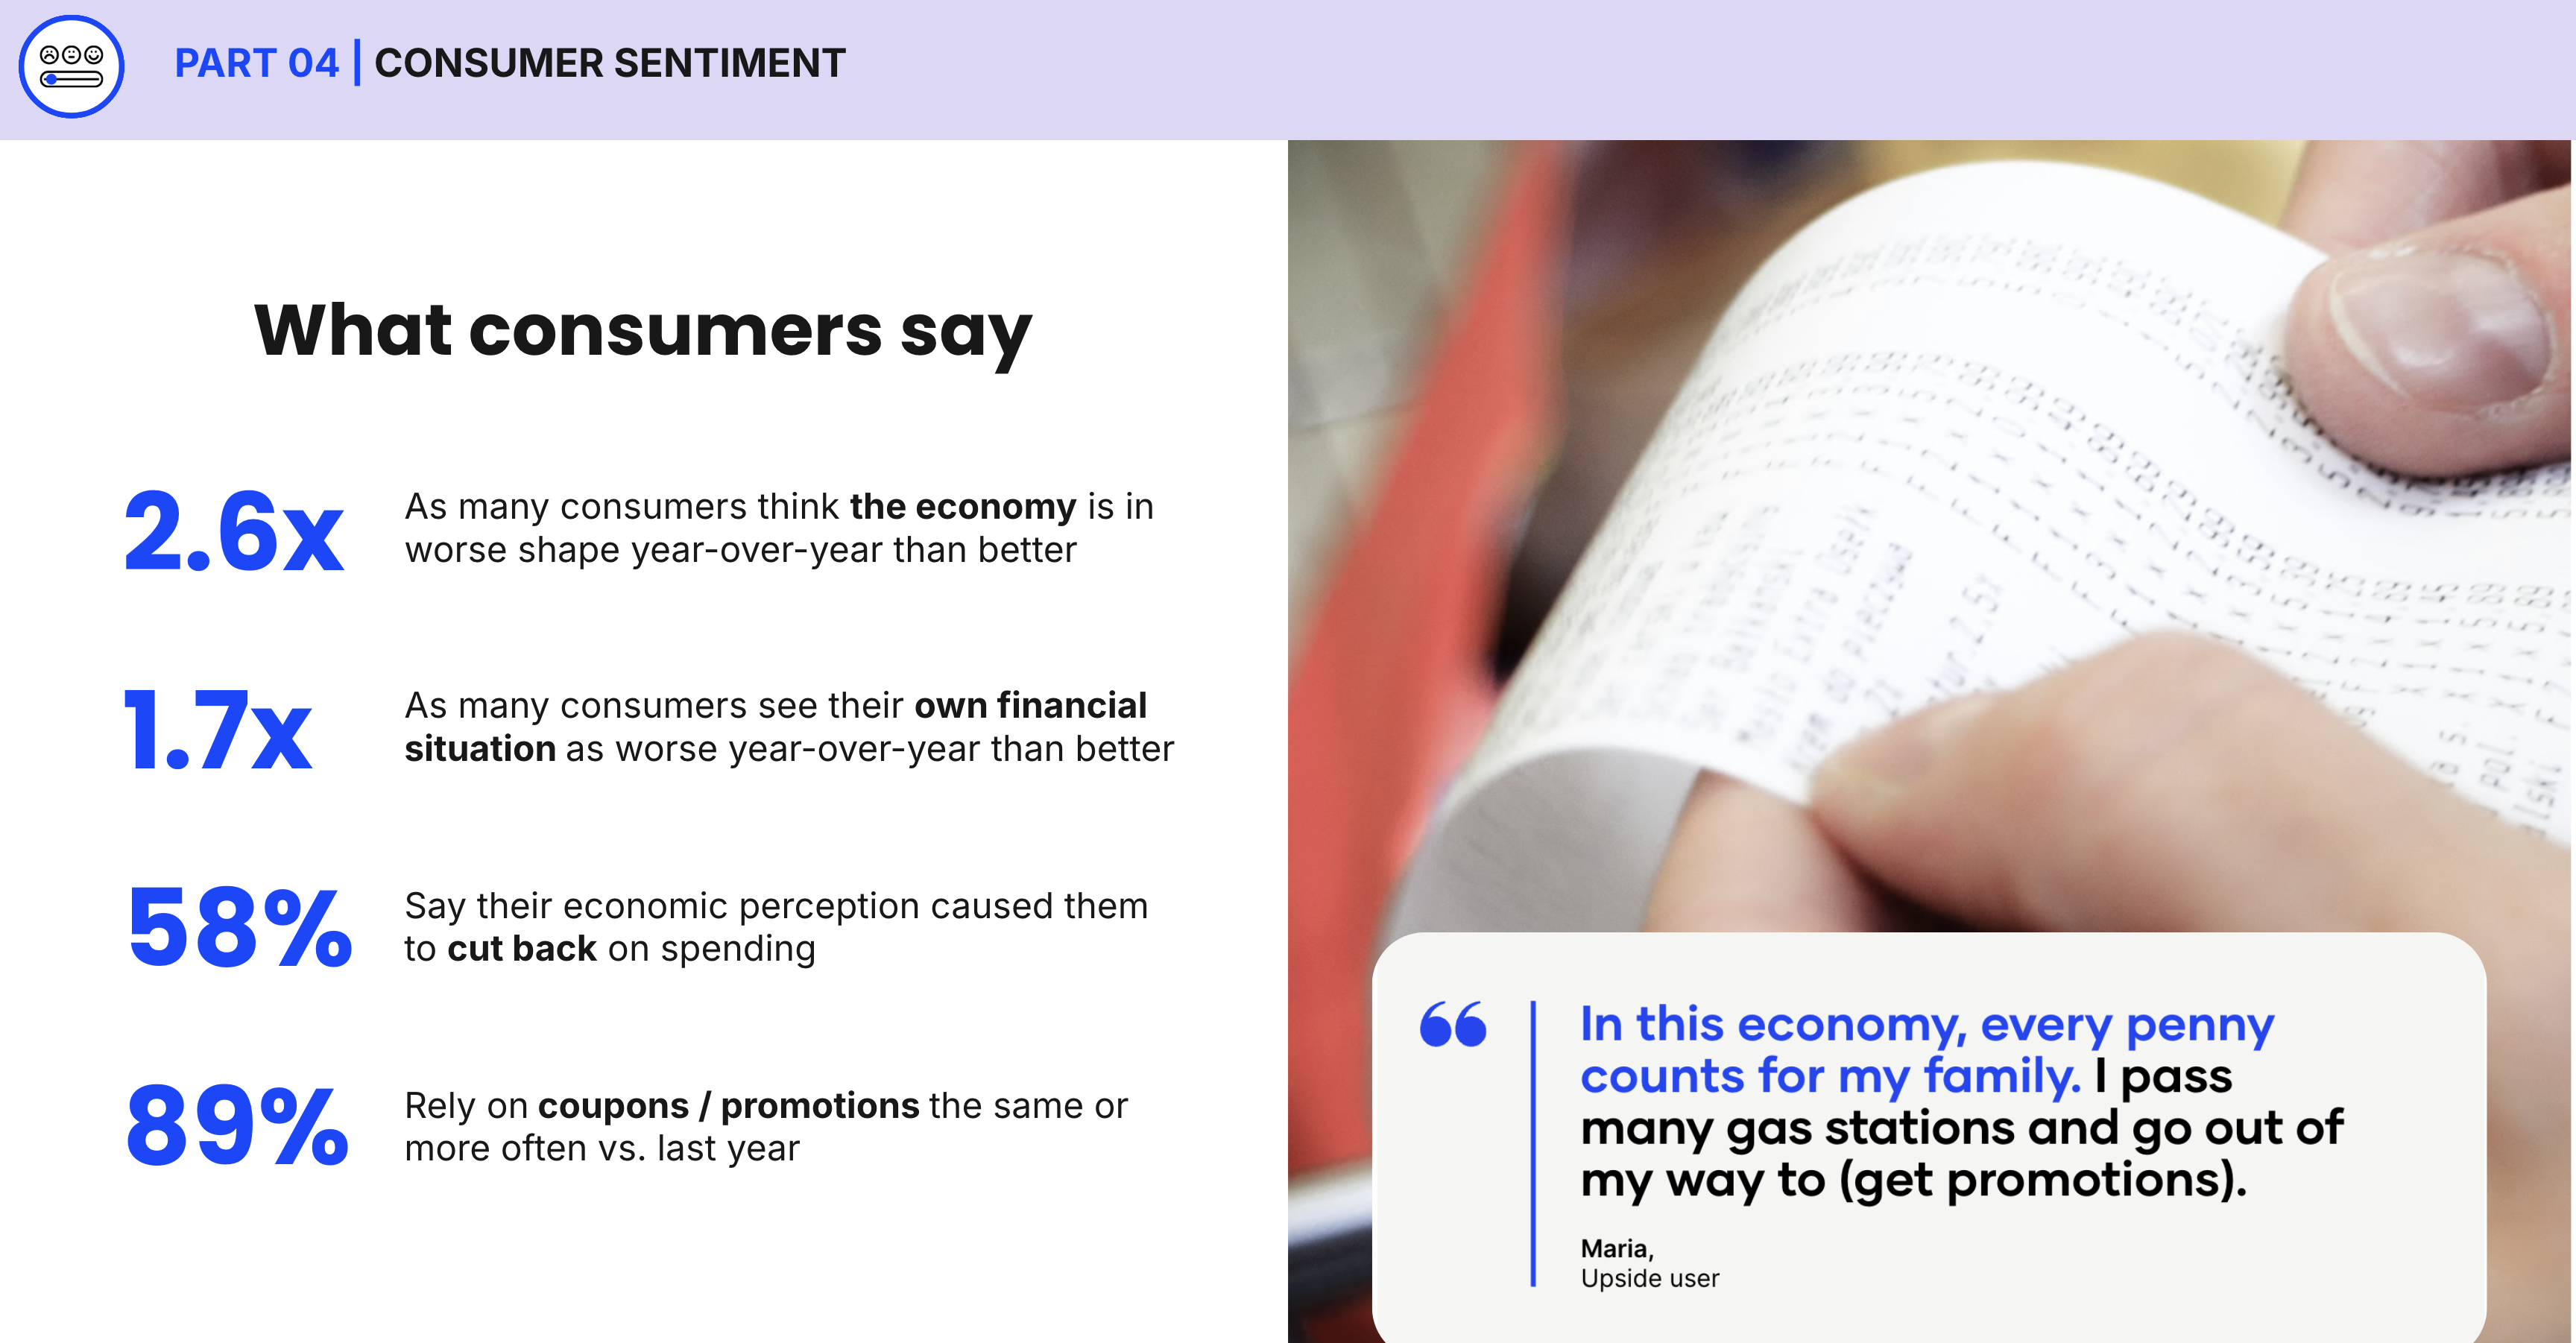 PART 04 | CONSUMER SENTIMENT
What consumers say
2.6x
As many consumers think the economy is in
worse shape year-over-year than better
1.7x
As many consumers see their own financial
situation as worse year-over-year than better
58%
Say their economic perception caused them
to cut back on spending
89%
Rely on coupons / promotions the same or
more often vs. last year
“
In this economy, every penny
counts for my family. I pass
many gas stations and go out of
my way to (get promotions).
Maria,
Upside user